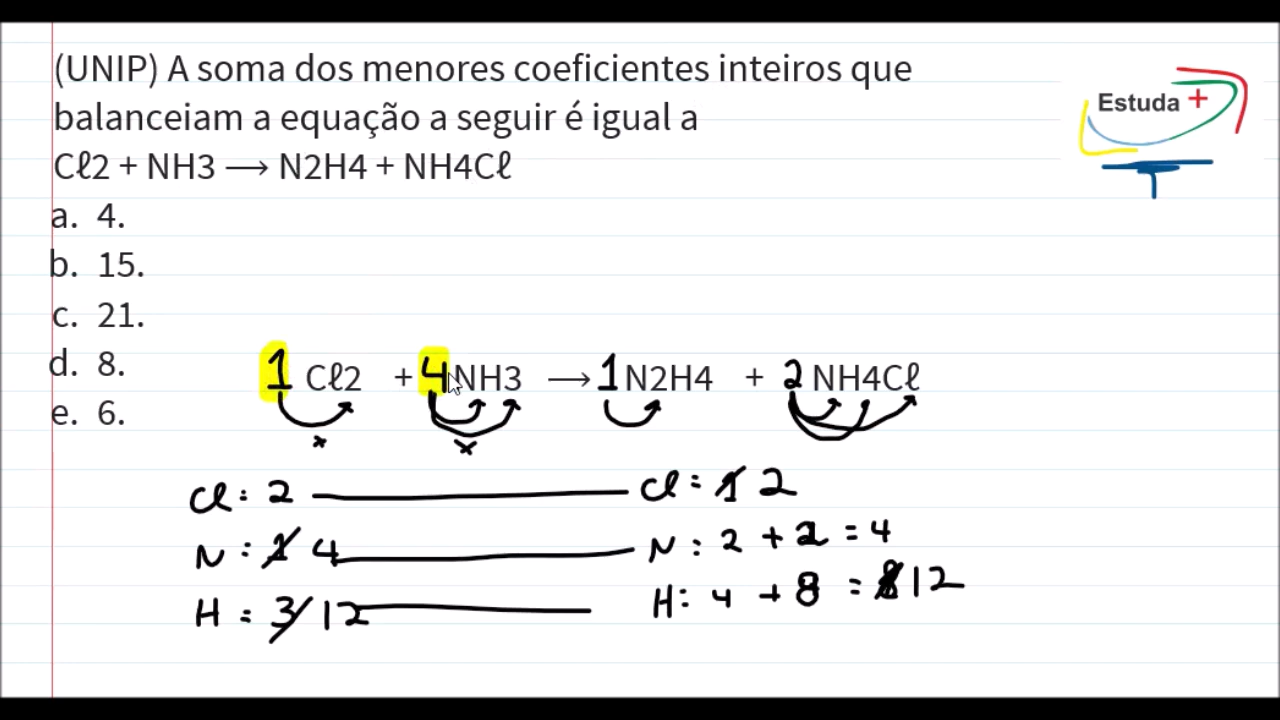 (UNIP) A soma dos menores coeficientes inteiros que
balanceiam a equação a seguir é igual a
Cℓ2 + NH3 ⟶ N2H4 + NH4Cℓ
a. 4.
b. 15.
c. 21.
d. 8.
e. 6.
Estuda +
1 Cℓ2 + 4 NH3 ⟶ 1 N2H4 + 2 NH4Cℓ
x x
Cl: 2 Cl: 1 2
N: 1 4 N: 2 + 2 = 4
H = 3 12 H: 4 + 8 = 8 12